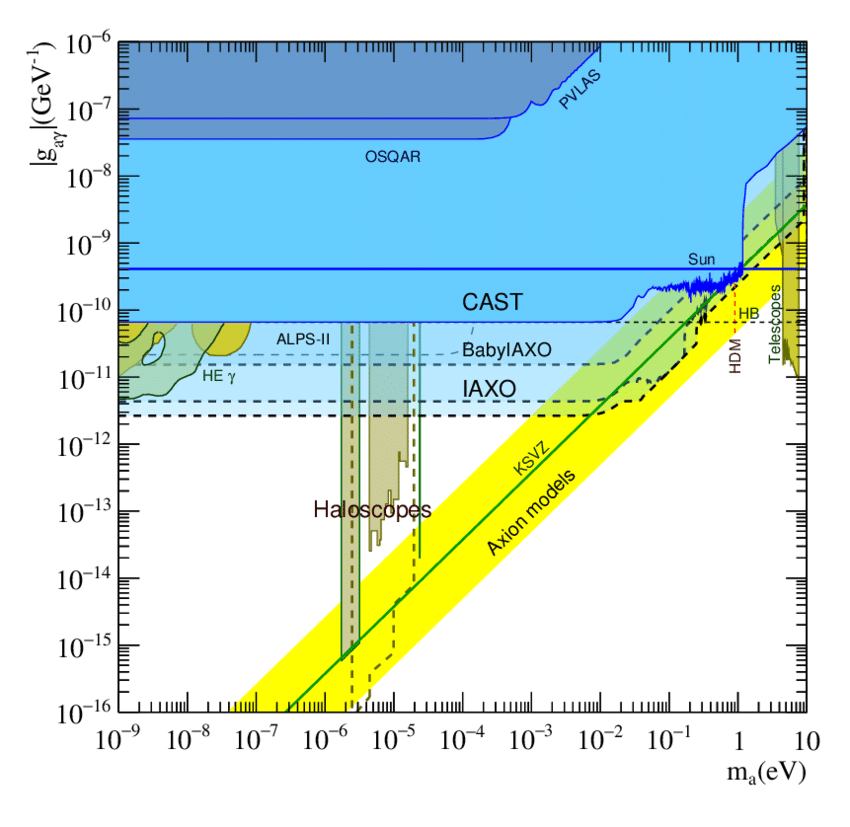 |g_aγ|(GeV⁻¹)
10⁻⁶
10⁻⁷
10⁻⁸
10⁻⁹
10⁻¹⁰
10⁻¹¹
10⁻¹²
10⁻¹³
10⁻¹⁴
10⁻¹⁵
10⁻¹⁶
PVLAS
OSQAR
Sun
CAST
HB
ALPS-II
BabyIAXO
HE γ
IAXO
HDM
Telescopes
KSVZ
Haloscopes
Axion models
10⁻⁹ 10⁻⁸ 10⁻⁷ 10⁻⁶ 10⁻⁵ 10⁻⁴ 10⁻³ 10⁻² 10⁻¹ 1 10
m_a(eV)